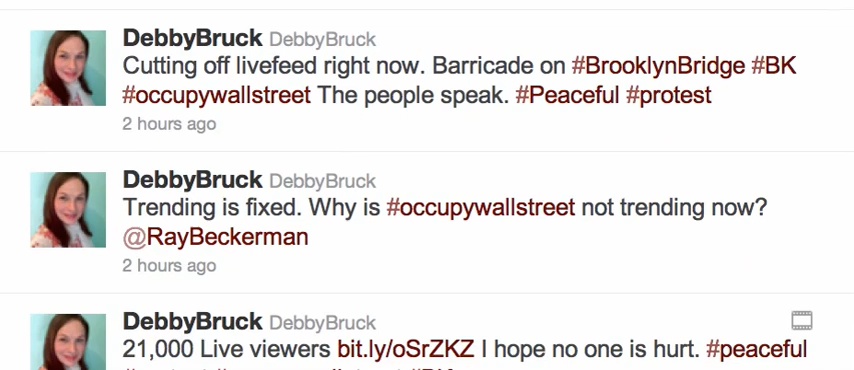 DebbyBruck DebbyBruck
Cutting off livefeed right now. Barricade on #BrooklynBridge #BK
#occupywallstreet The people speak. #Peaceful #protest
2 hours ago
DebbyBruck DebbyBruck
Trending is fixed. Why is #occupywallstreet not trending now?
@RayBeckerman
2 hours ago
DebbyBruck DebbyBruck
21,000 Live viewers bit.ly/oSrZKZ I hope no one is hurt. #peaceful